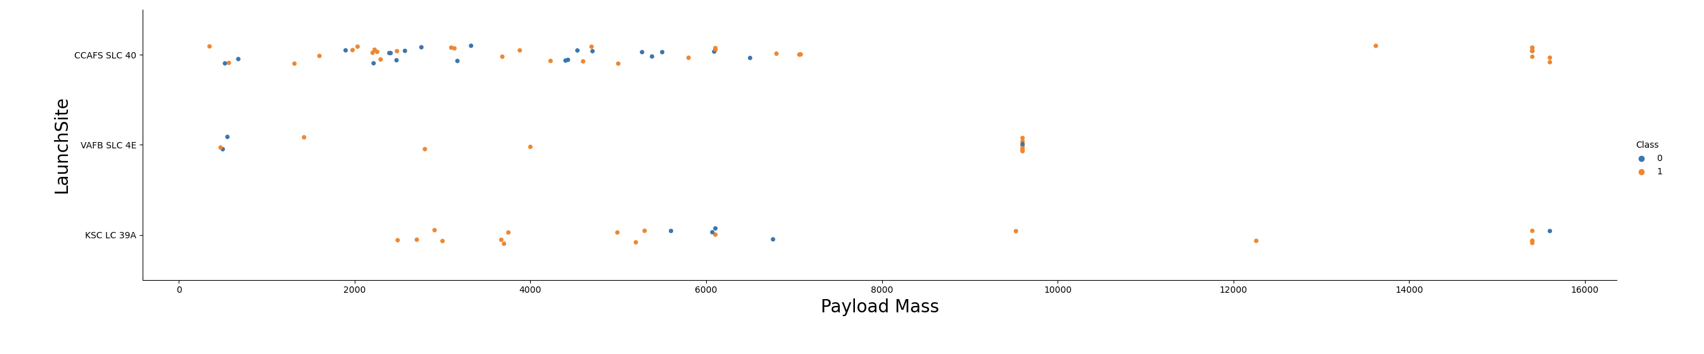 LaunchSite
CCAFS SLC 40
VAFB SLC 4E
KSC LC 39A
0 2000 4000 6000 8000 10000 12000 14000 16000
Payload Mass
Class
0
1